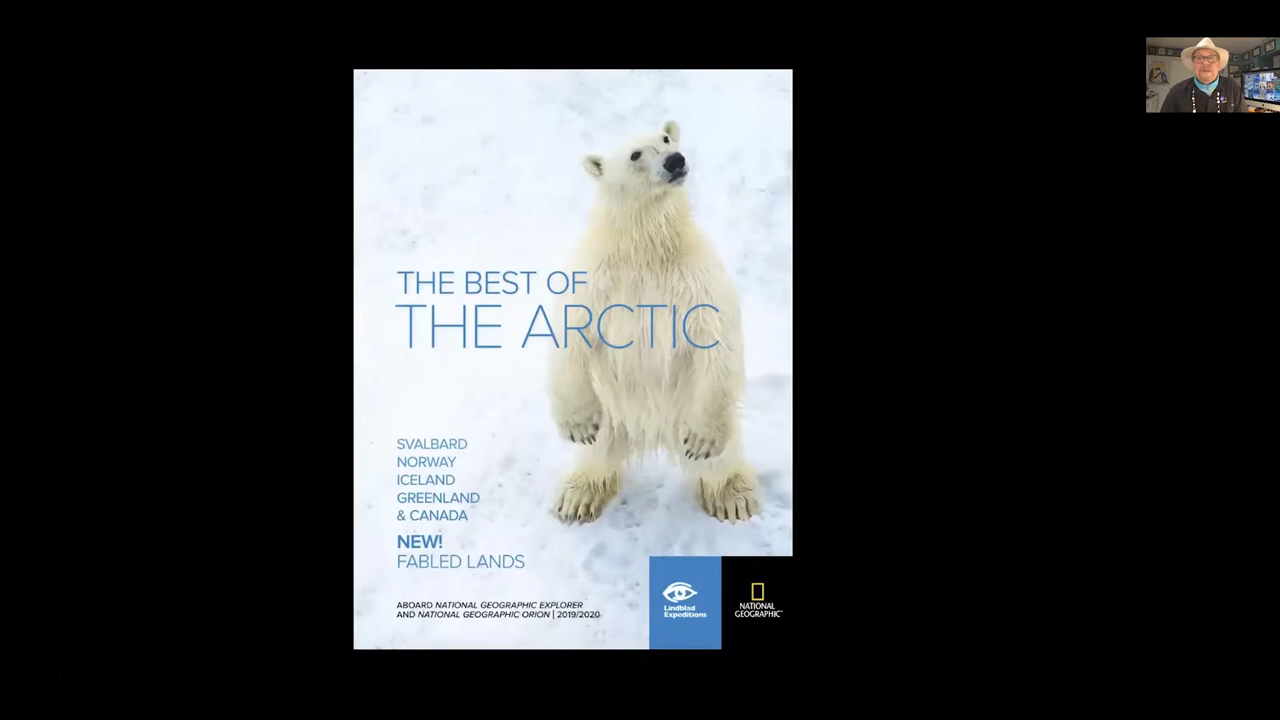 THE BEST OF
THE ARCTIC
SVALBARD
NORWAY
ICELAND
GREENLAND
& CANADA
NEW!
FABLED LANDS
ABOARD NATIONAL GEOGRAPHIC EXPLORER
AND NATIONAL GEOGRAPHIC ORION | 2019/2020
Lindblad
Expeditions
NATIONAL
GEOGRAPHIC